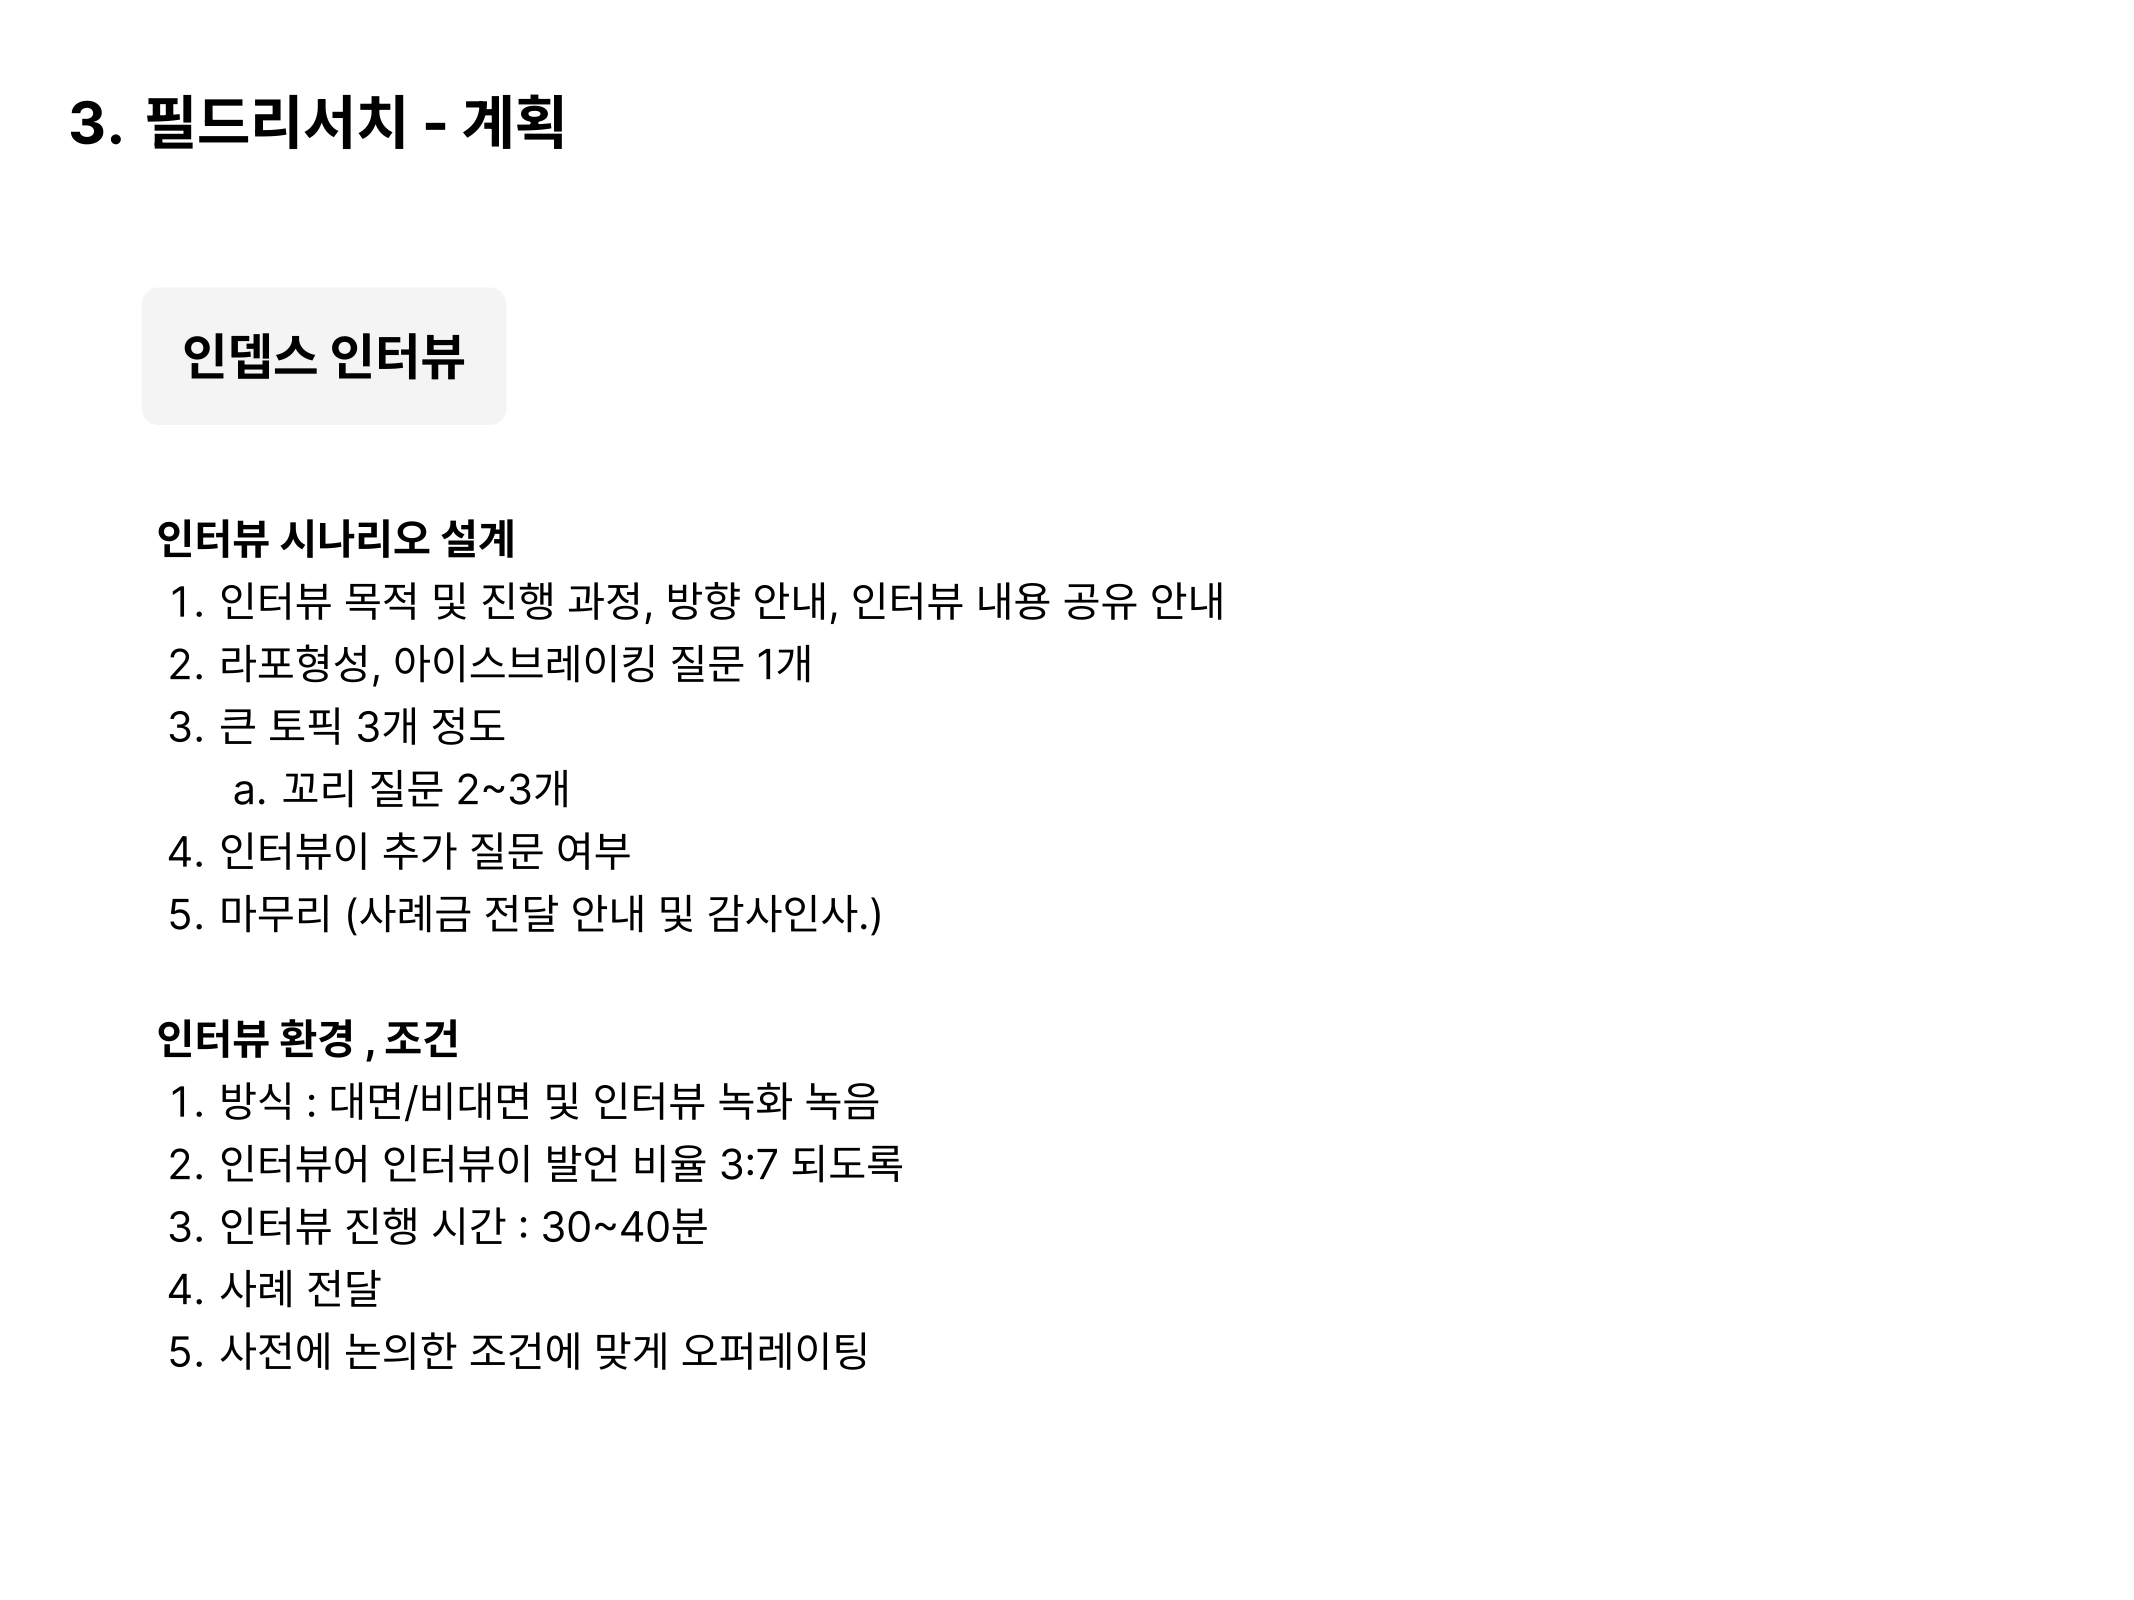 3. 필드리서치 - 계획
인뎁스 인터뷰
인터뷰 시나리오 설계
1. 인터뷰 목적 및 진행 과정, 방향 안내, 인터뷰 내용 공유 안내
2. 라포형성, 아이스브레이킹 질문 1개
3. 큰 토픽 3개 정도
a. 꼬리 질문 2~3개
4. 인터뷰이 추가 질문 여부
5. 마무리 (사례금 전달 안내 및 감사인사.)
인터뷰 환경 , 조건
1. 방식 : 대면/비대면 및 인터뷰 녹화 녹음
2. 인터뷰어 인터뷰이 발언 비율 3:7 되도록
3. 인터뷰 진행 시간 : 30~40분
4. 사례 전달
5. 사전에 논의한 조건에 맞게 오퍼레이팅